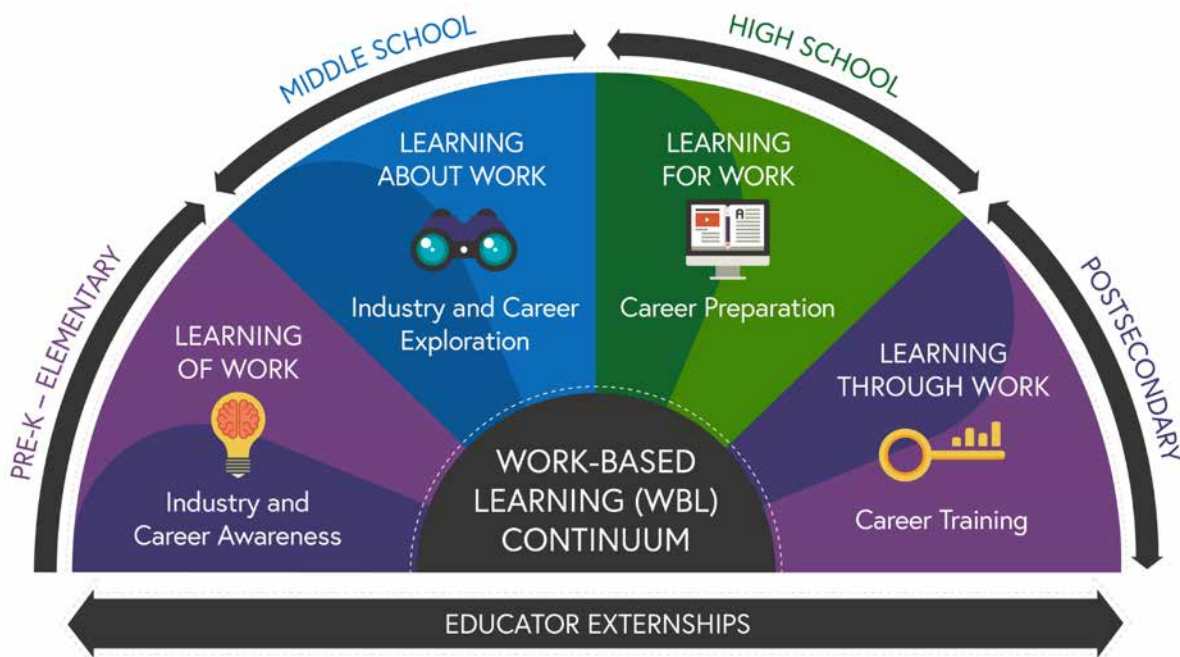 PRE-K – ELEMENTARY
MIDDLE SCHOOL
HIGH SCHOOL
POSTSECONDARY
LEARNING
OF WORK
Industry and
Career Awareness
LEARNING
ABOUT WORK
Industry and Career
Exploration
LEARNING
FOR WORK
A
Career Preparation
LEARNING
THROUGH WORK
Career Training
WORK-BASED
LEARNING (WBL)
CONTINUUM
EDUCATOR EXTERNSHIPS